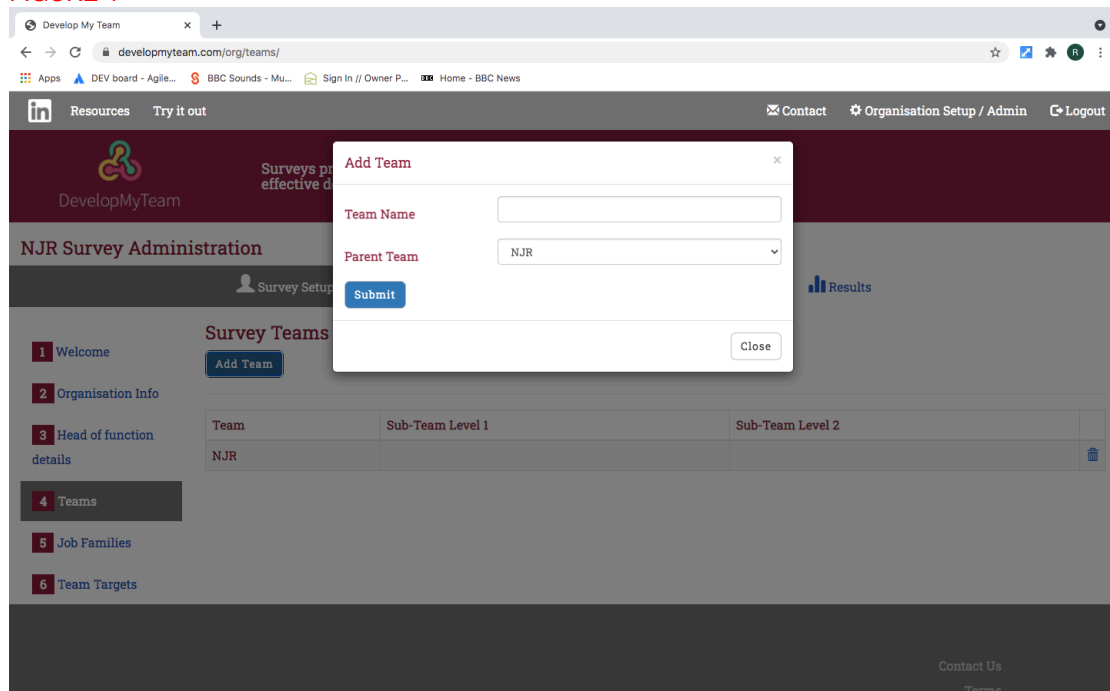 Develop My Team
developmyteam.com/org/teams/
R
Apps
DEV board - Agile...
BBC Sounds - Mu...
Sign In // Owner P...
Home - BBC News
in
Resources
Try it out
Contact
Organisation Setup / Admin
Logout
DevelopMyTeam
Surveys pr
effective d
Add Team
×
Team Name
Parent Team
NJR
Submit
Close
NJR Survey Administration
Survey Setup
Results
1 Welcome
2 Organisation Info
3 Head of function
details
4 Teams
5 Job Families
6 Team Targets
Survey Teams
Add Team
Team
Sub-Team Level 1
Sub-Team Level 2
NJR
Contact Us
Terms